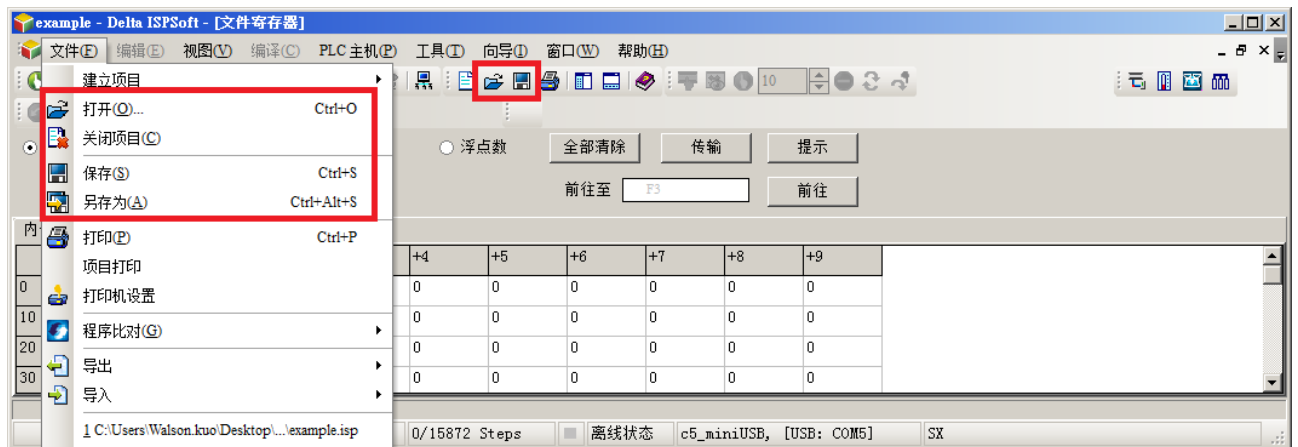 example - Delta ISPSoft - [文件寄存器]
文件(F) 编辑(E) 视图(V) 编译(C) PLC 主机(P) 工具(T) 向导(I) 窗口(W) 帮助(H)
10
建立项目
打开(O)... Ctrl+O
关闭项目(C)
保存(S) Ctrl+S
另存为(A) Ctrl+Alt+S
打印(P) Ctrl+P
项目打印
打印机设置
程序比对(G)
导出
导入
1 C:\Users\Walson.kuo\Desktop\...\example.isp
浮点数 全部清除 传输 提示
前往至 F3 前往
内
+4 +5 +6 +7 +8 +9
0 0 0 0 0 0 0
10 0 0 0 0 0 0
20 0 0 0 0 0 0
30 0 0 0 0 0 0
0/15872 Steps 离线状态 c5_miniUSB, [USB: COM5] SX